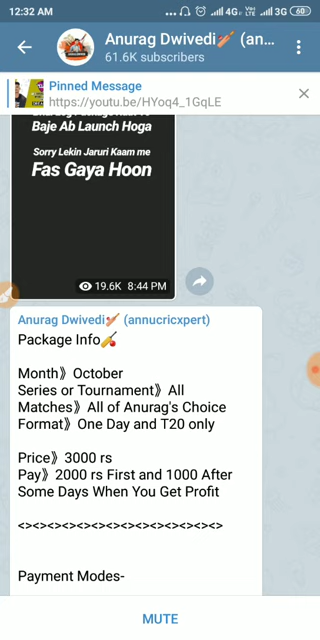 12:32 AM
4G
Vo LTE
3G
60
Anurag Dwivedi🏏 (an...
61.6K subscribers
Pinned Message
https://youtu.be/HYoq4_1GqLE
Baje Ab Launch Hoga
Sorry Lekin Jaruri Kaam me
Fas Gaya Hoon
19.6K 8:44 PM
Anurag Dwivedi🏏 (annucricxpert)
Package Info🏏
Month》October
Series or Tournament》All
Matches》All of Anurag's Choice
Format》One Day and T20 only
Price》3000 rs
Pay》2000 rs First and 1000 After
Some Days When You Get Profit
<><><><><><><><><><><><><><>
Payment Modes-
MUTE